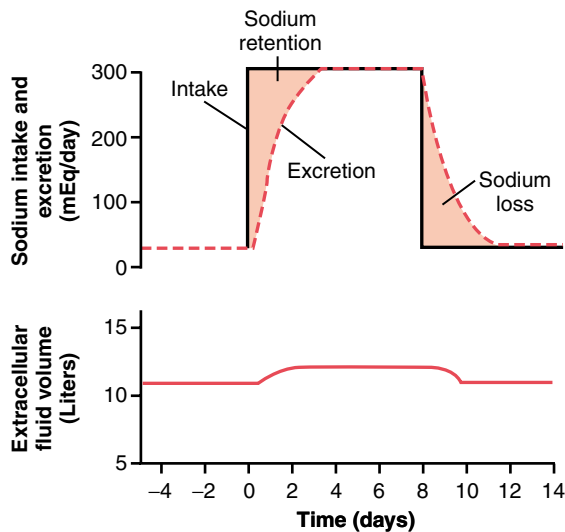 Sodium
retention
Sodium intake and
excretion
(mEq/day)
300
200
100
0
Intake
Excretion
Sodium
loss
Extracellular
fluid volume
(Liters)
15
10
5
−4 −2 0 2 4 6 8 10 12 14
Time (days)